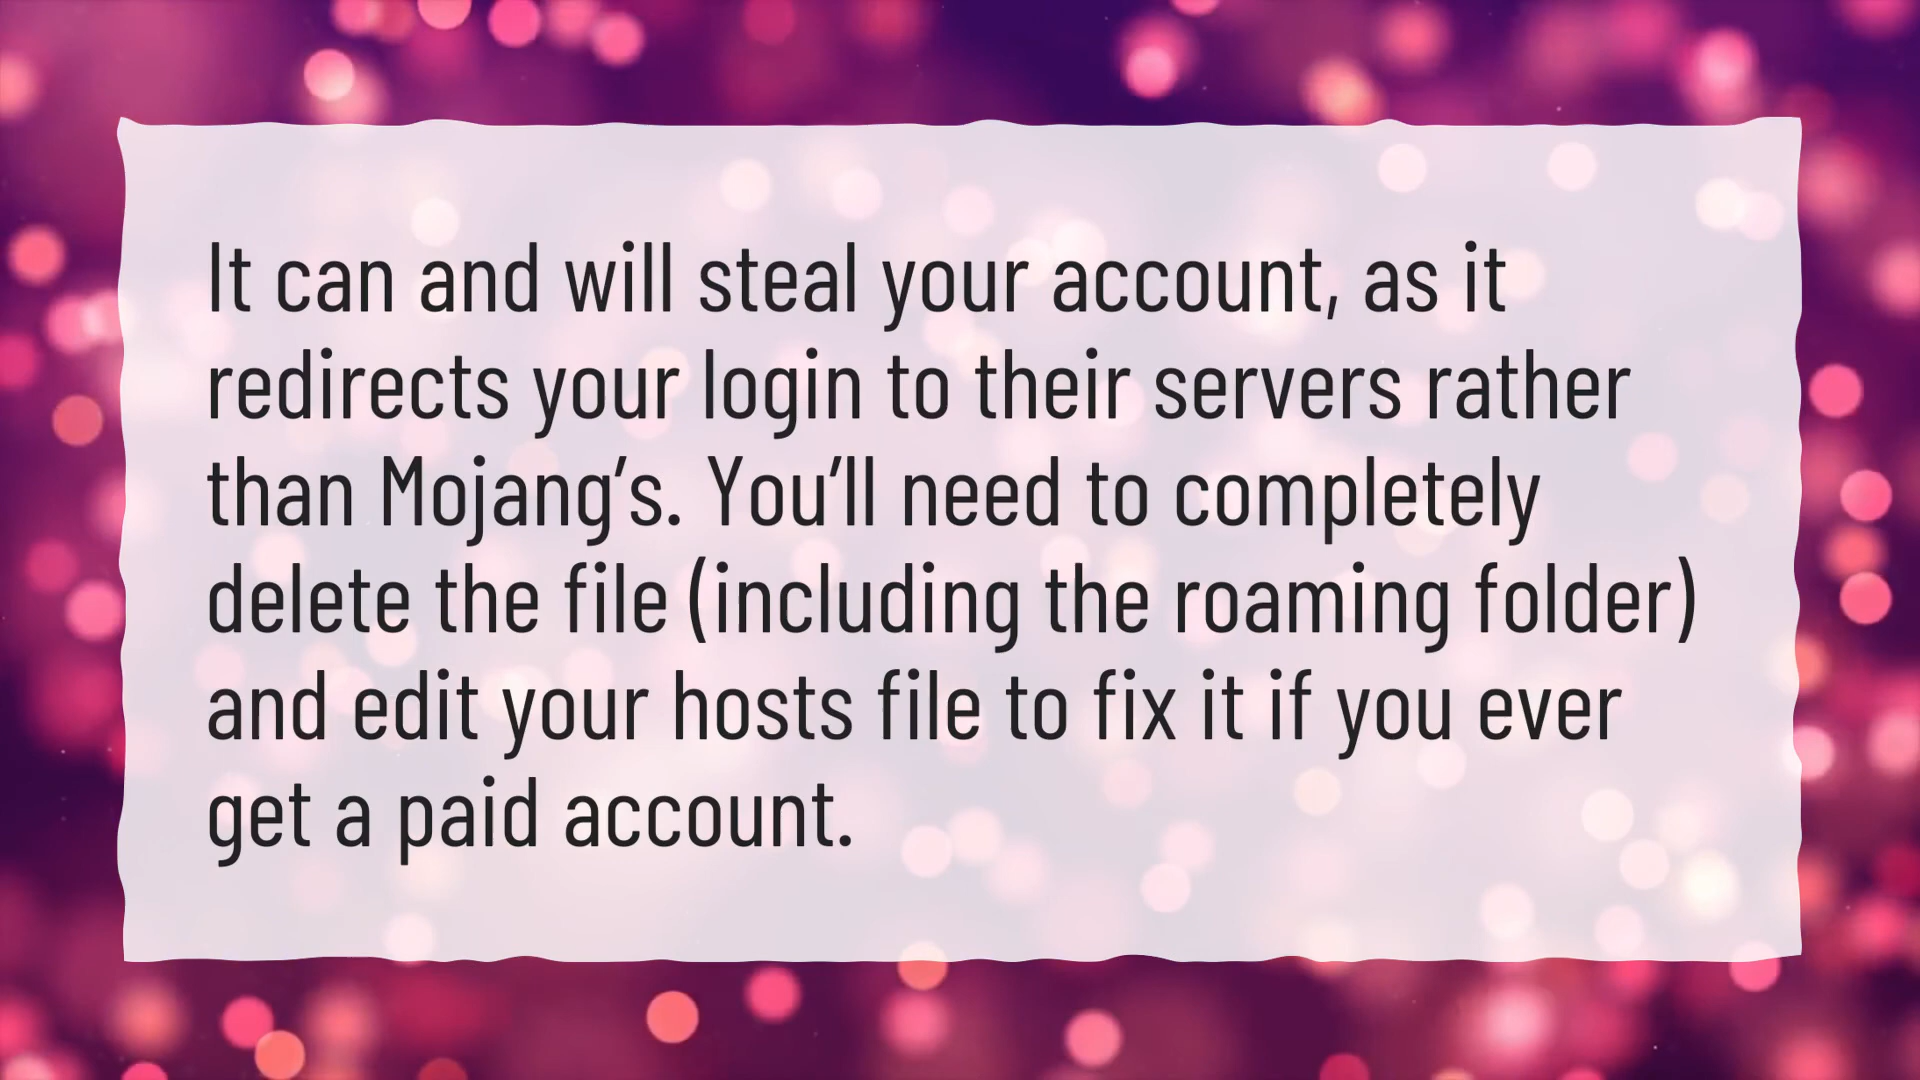 It can and will steal your account, as it
redirects your login to their servers rather
than Mojang’s. You’ll need to completely
delete the file (including the roaming folder)
and edit your hosts file to fix it if you ever
get a paid account.